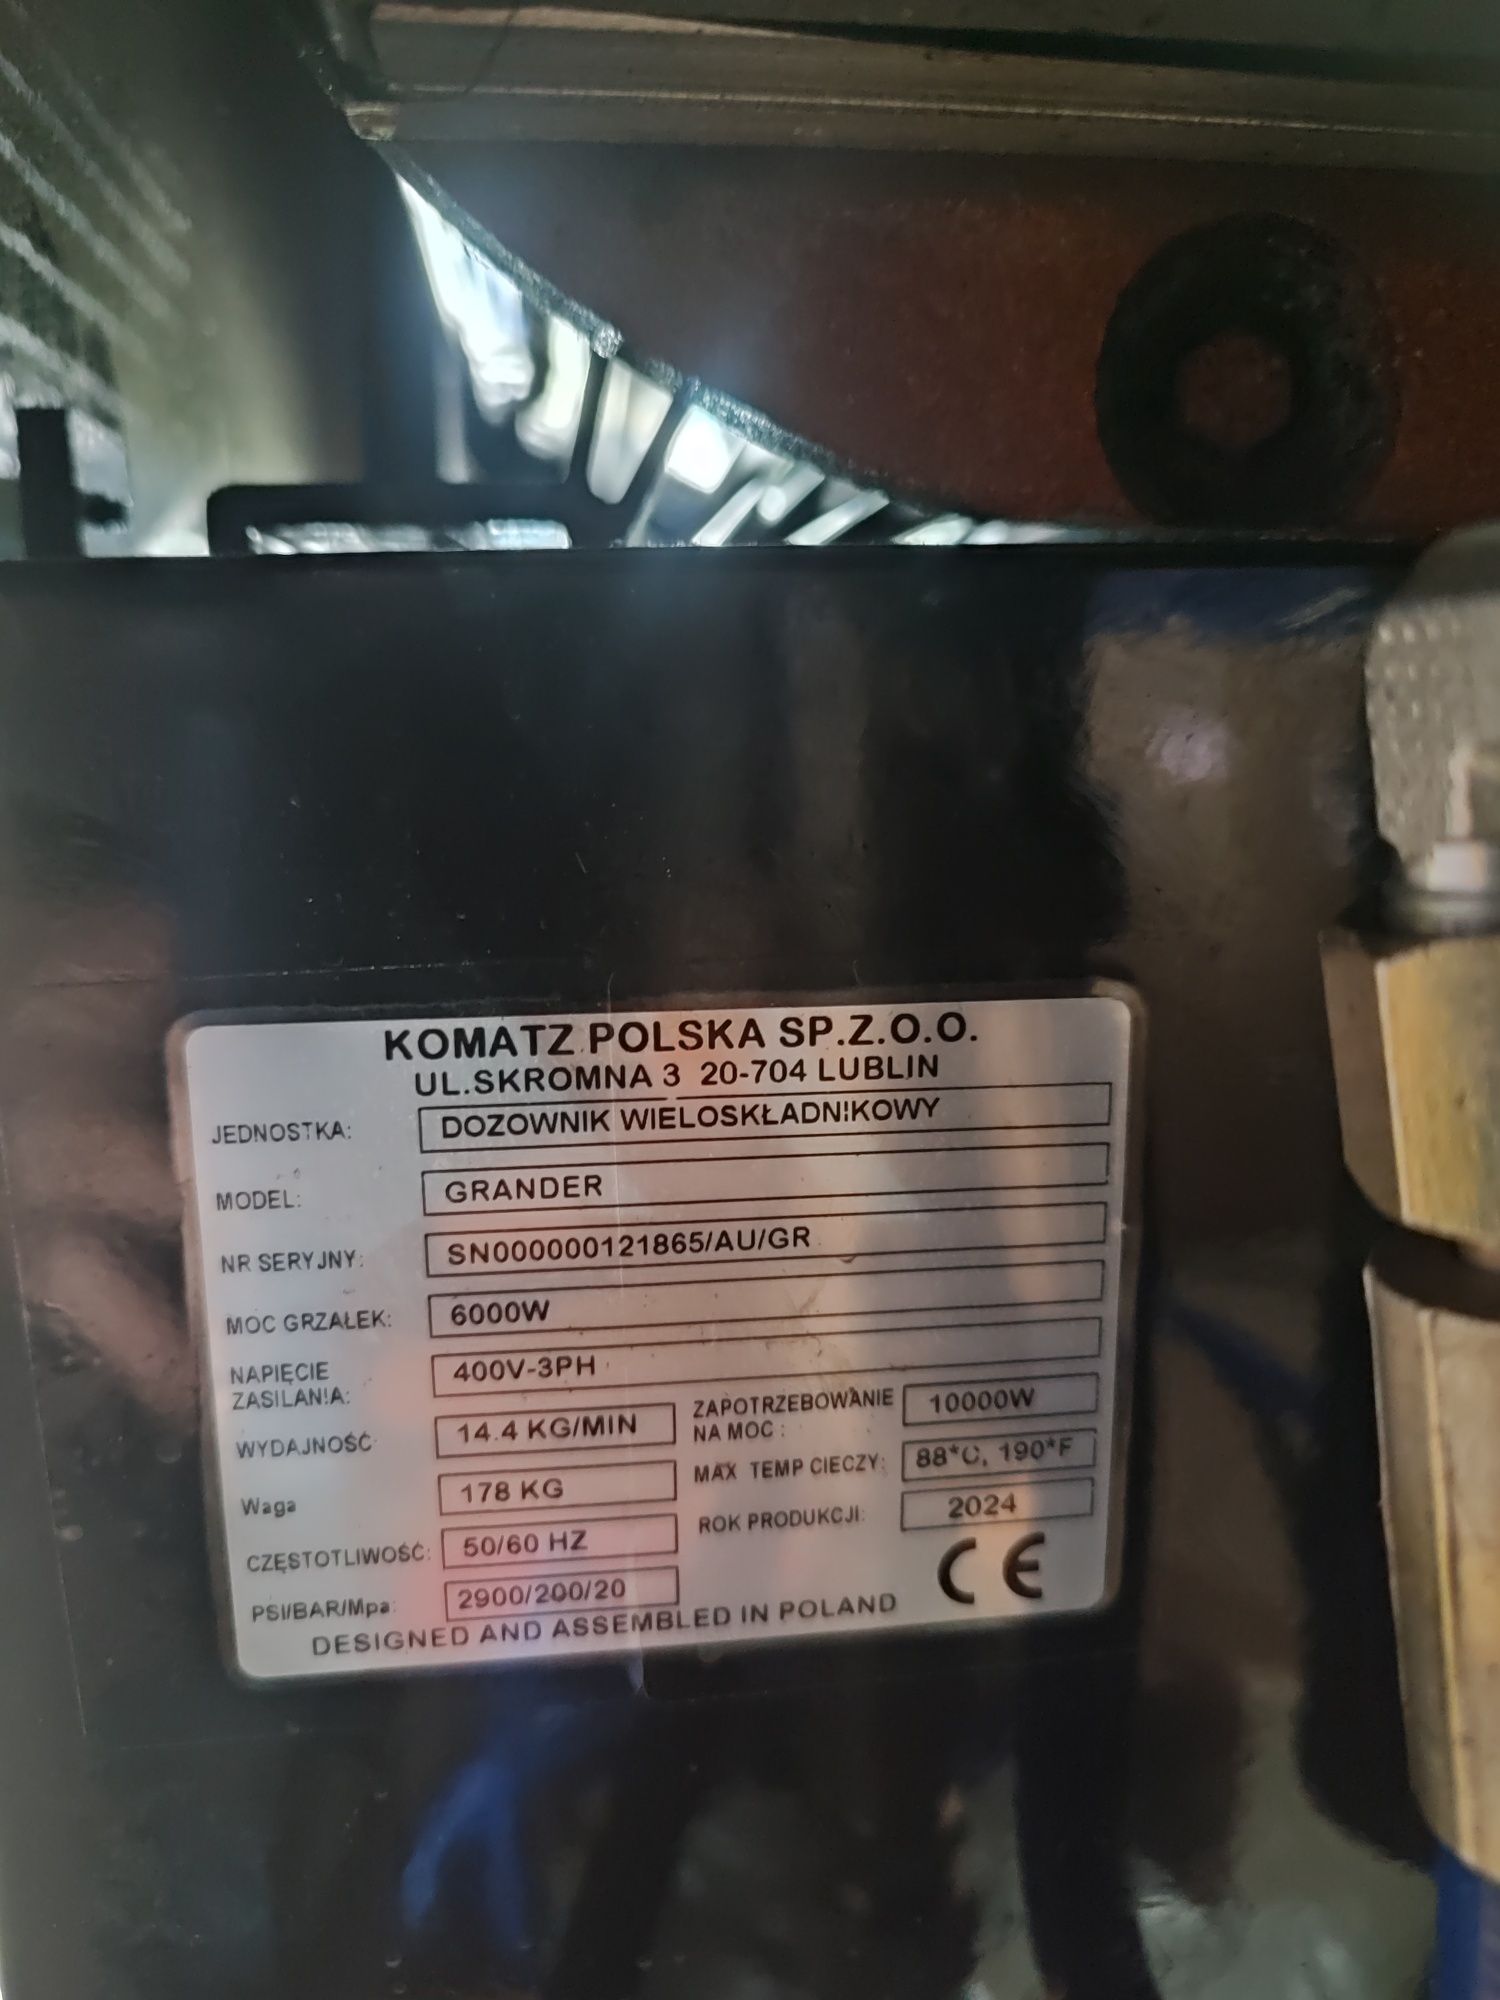 KOMATZ POLSKA SP.Z.O.O.
UL.SKROMNA 3 20-704 LUBLIN
JEDNOSTKA: DOZOWNIK WIELOSKŁADNIKOWY
MODEL: GRANDER
NR SERYJNY: SN000000121865/AU/GR
MOC GRZAŁEK: 6000W
NAPIĘCIE ZASILANIA: 400V-3PH
WYDAJNOŚĆ: 14.4 KG/MIN
ZAPOTRZEBOWANIE NA MOC : 10000W
Waga 178 KG
MAX TEMP CIECZY: 88*C, 190*F
CZĘSTOTLIWOŚĆ: 50/60 HZ
ROK PRODUKCJI: 2024
PSI/BAR/Mpa: 2900/200/20
CE
DESIGNED AND ASSEMBLED IN POLAND